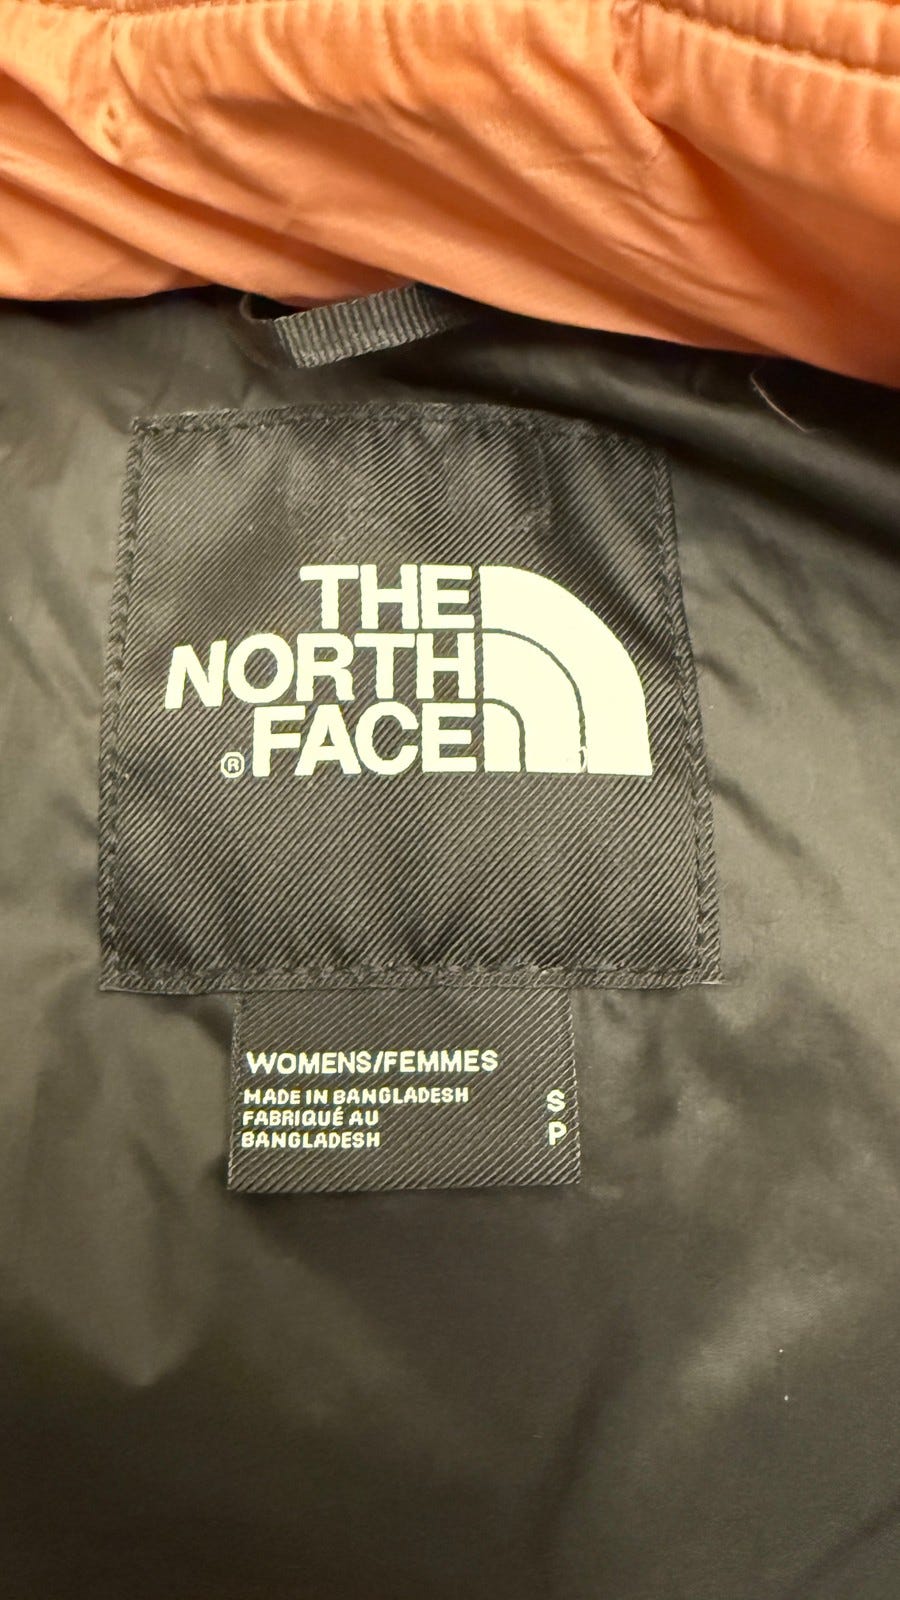 THE
NORTH
FACE
®
WOMENS/FEMMES
MADE IN BANGLADESH
FABRIQUÉ AU
BANGLADESH
S
P